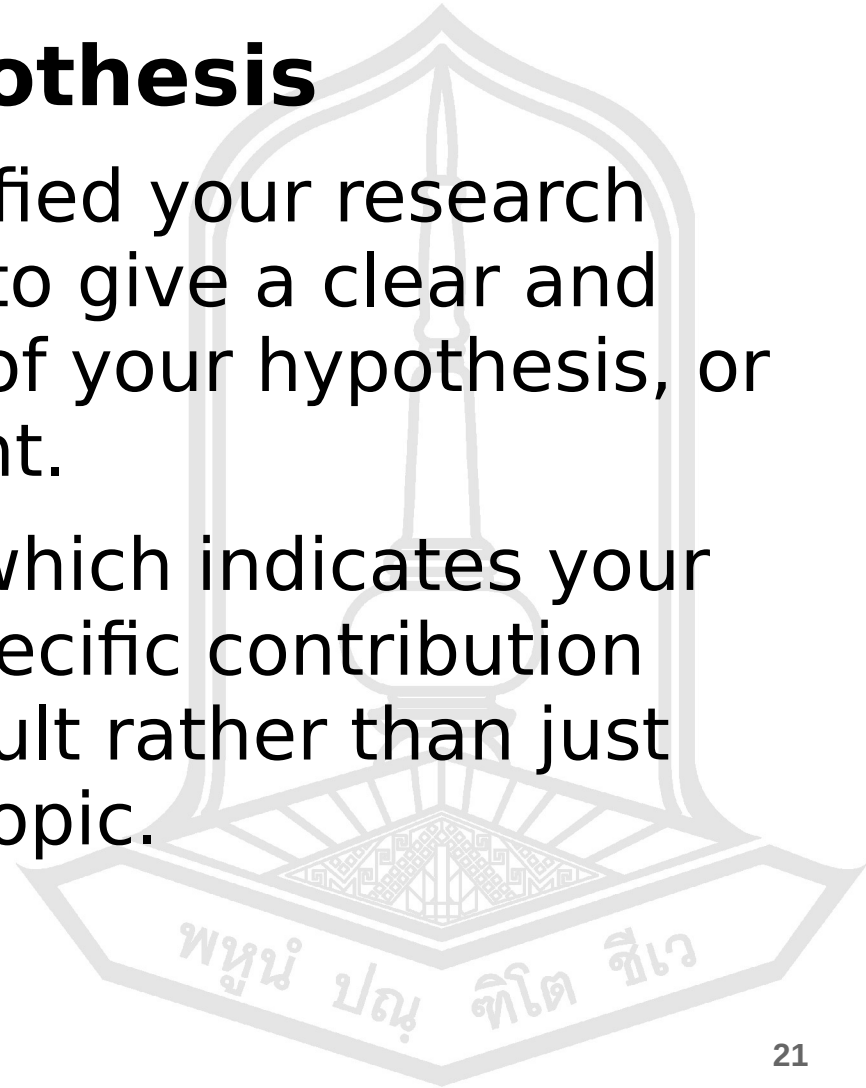 othesis
fied your research
to give a clear and
of your hypothesis, or
nt.
which indicates your
ecific contribution
ult rather than just
opic.
พหูนํ ปณฺฑิโต ชีเว
21